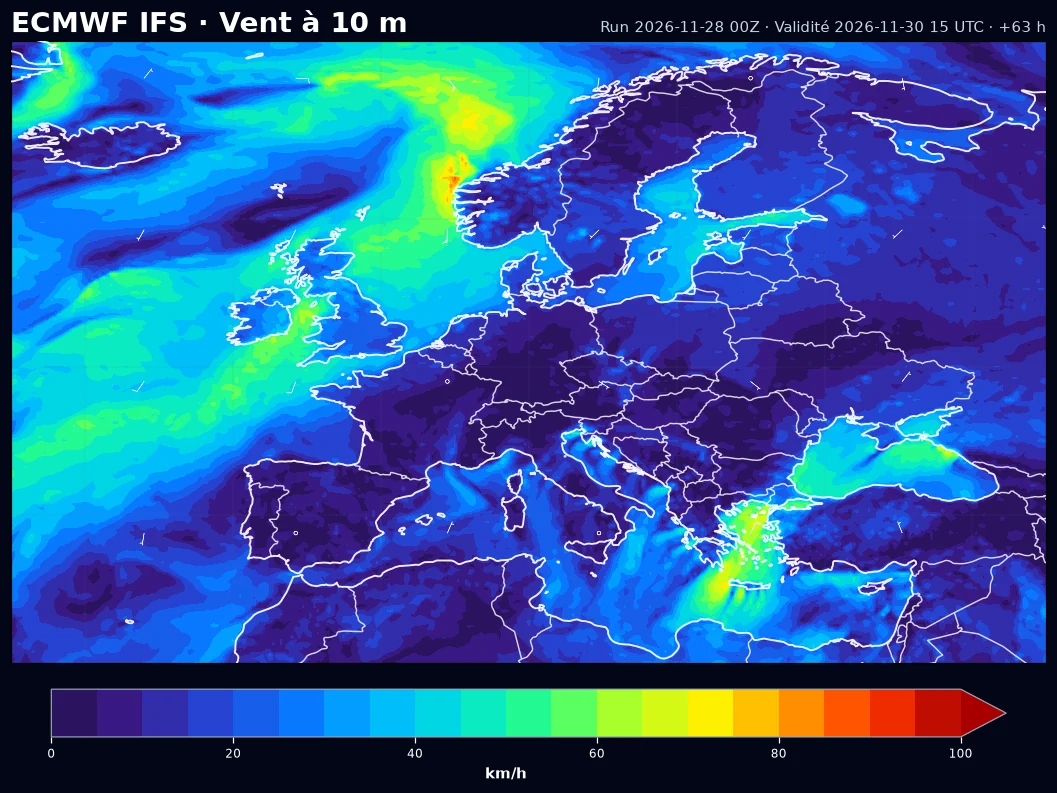 ECMWF IFS · Vent à 10 m
Run 2026-11-28 00Z · Validité 2026-11-30 15 UTC · +63 h
0 20 40 60 80 100
km/h